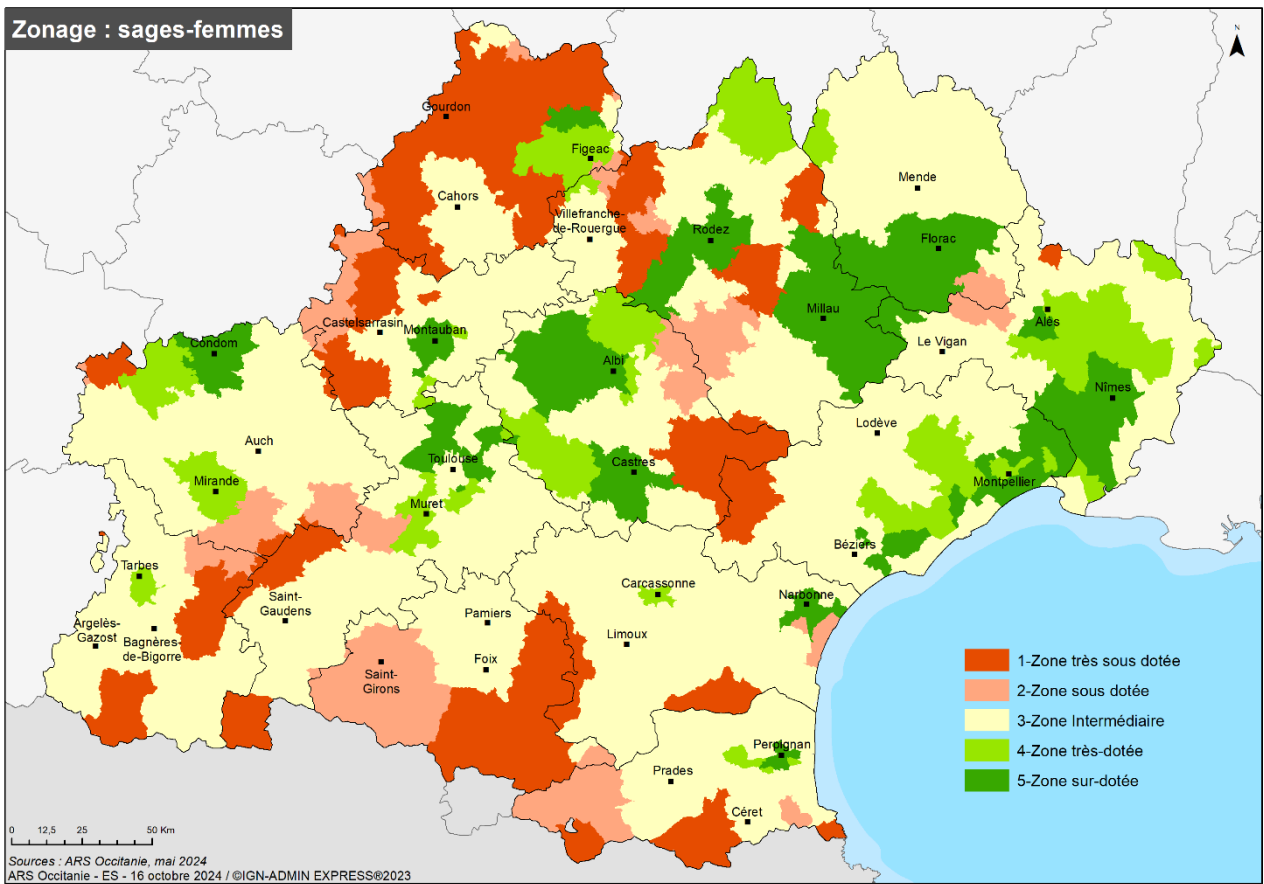 Zonage : sages-femmes
N
Gourdon
Figeac
Cahors
Mende
Villefranche-
de-Rouergue
Rodez
Florac
Castelsarrasin
Montauban
Millau
Alès
Condom
Le Vigan
Albi
Nîmes
Auch
Lodève
Toulouse
Castres
Mirande
Montpellier
Muret
Béziers
Tarbes
Carcassonne
Narbonne
Saint-
Gaudens
Pamiers
Argelès-
Gazost
Bagnères-
de-Bigorre
Limoux
Foix
Saint-
Girons
1-Zone très sous dotée
2-Zone sous dotée
3-Zone Intermédiaire
4-Zone très-dotée
5-Zone sur-dotée
Perpignan
Prades
Céret
0 12,5 25 50 Km
Sources : ARS Occitanie, mai 2024
ARS Occitanie - ES - 16 octobre 2024 / ©IGN-ADMIN EXPRESS®2023